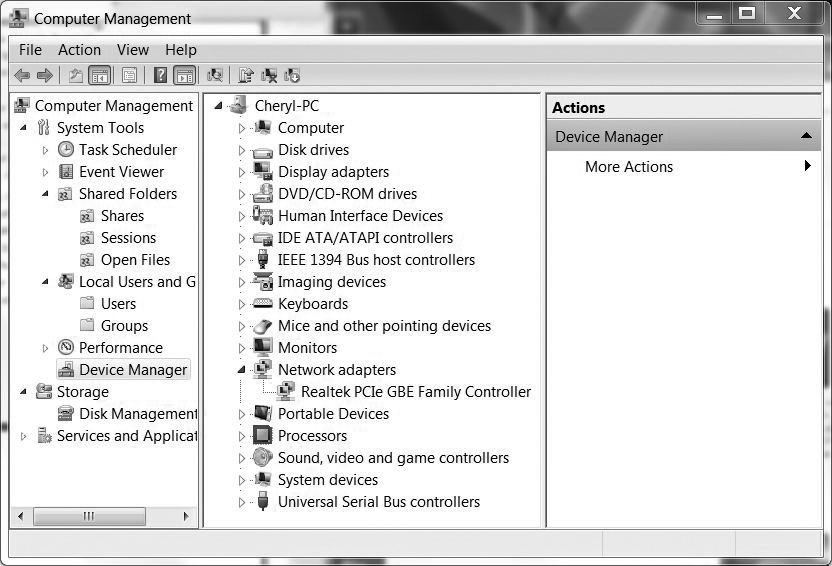 Computer Management
File Action View Help
Computer Management
System Tools
Task Scheduler
Event Viewer
Shared Folders
Shares
Sessions
Open Files
Local Users and G
Users
Groups
Performance
Device Manager
Storage
Disk Management
Services and Applicat
Cheryl-PC
Computer
Disk drives
Display adapters
DVD/CD-ROM drives
Human Interface Devices
IDE ATA/ATAPI controllers
IEEE 1394 Bus host controllers
Imaging devices
Keyboards
Mice and other pointing devices
Monitors
Network adapters
Realtek PCIe GBE Family Controller
Portable Devices
Processors
Sound, video and game controllers
System devices
Universal Serial Bus controllers
Actions
Device Manager
More Actions